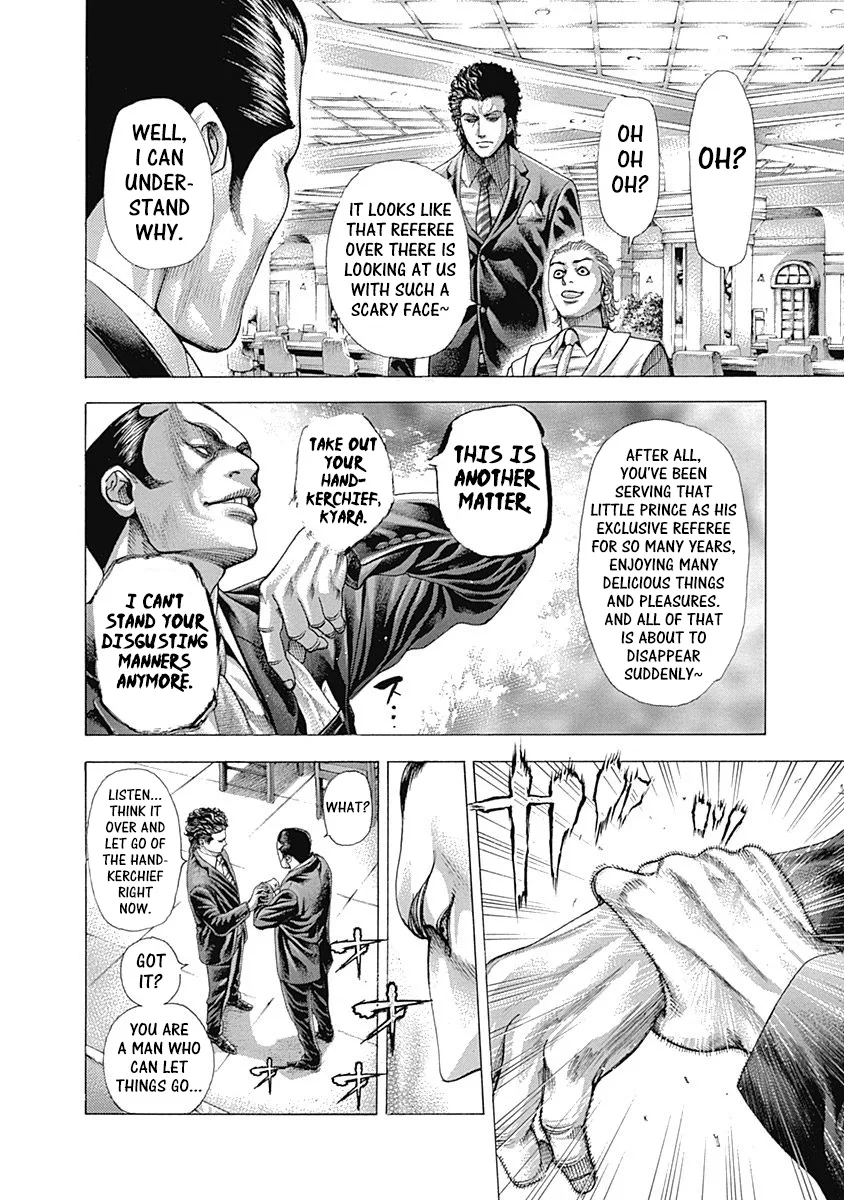 OH?
OH
OH
OH?
IT LOOKS LIKE
THAT REFEREE
OVER THERE IS
LOOKING AT US
WITH SUCH A
SCARY FACE~
WELL,
I CAN
UNDER-
STAND
WHY.
AFTER ALL,
YOU'VE BEEN
SERVING THAT
LITTLE PRINCE AS HIS
EXCLUSIVE REFEREE
FOR SO MANY YEARS,
ENJOYING MANY
DELICIOUS THINGS
AND PLEASURES.
AND ALL OF THAT
IS ABOUT TO
DISAPPEAR
SUDDENLY~
THIS IS
ANOTHER
MATTER.
TAKE OUT
YOUR
HAND-
KERCHIEF,
KYARA.
I CAN'T
STAND YOUR
DISGUSTING
MANNERS
ANYMORE.
WHAT?
LISTEN...
THINK IT
OVER AND
LET GO OF
THE HAND-
KERCHIEF
RIGHT
NOW.
GOT
IT?
YOU ARE
A MAN WHO
CAN LET
THINGS GO...